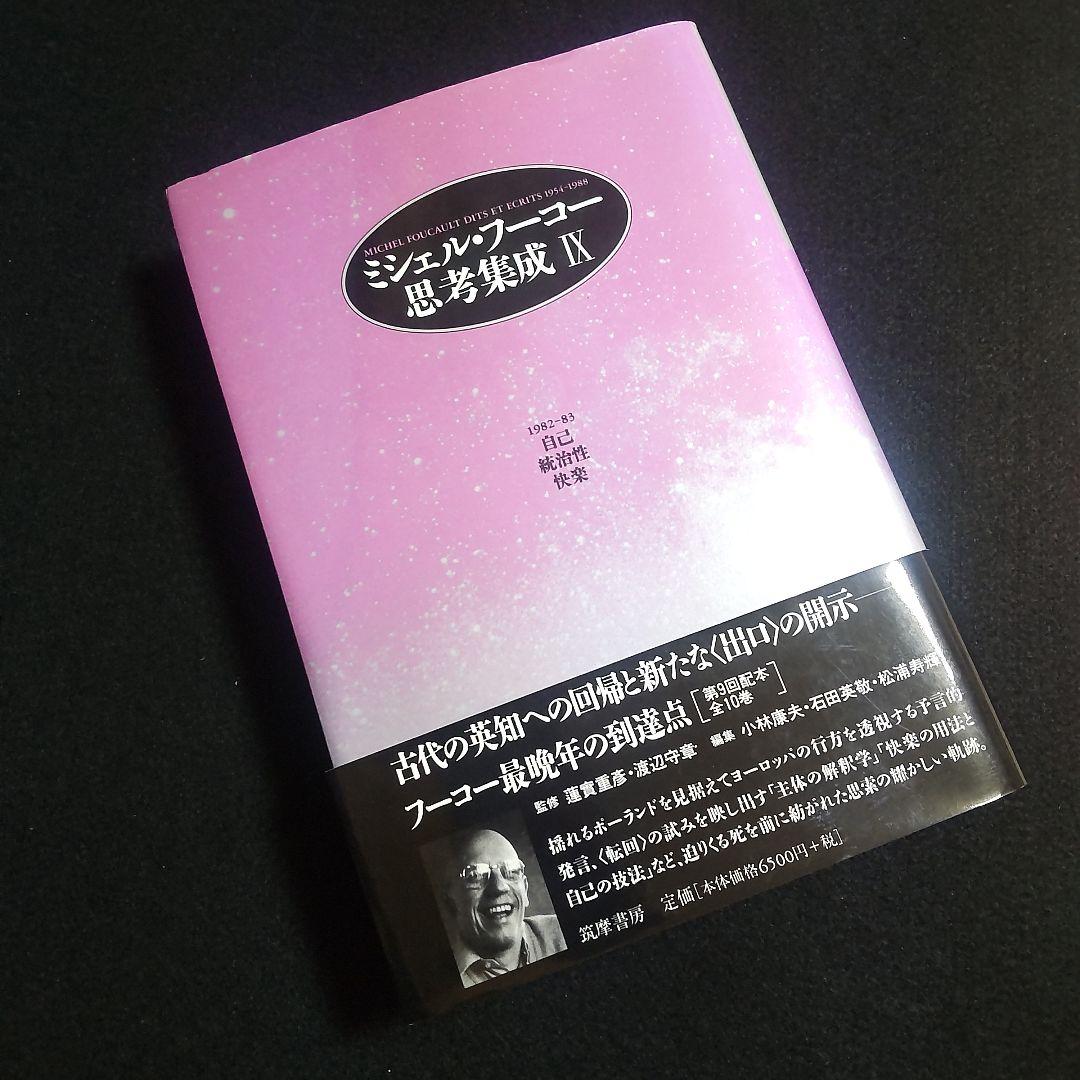 MICHEL FOUCAULT DITS ET ECRITS 1954-1988
ミシェル・フーコー
思考集成 IX
1982-83
自己
統治性
快楽
古代の英知への回帰と新たな〈出口〉の開示──
フーコー最晩年の到達点 [第9回配本 全10巻]
監修 蓮實重彦・渡辺守章 編集 小林康夫・石田英敬・松浦寿輝
揺れるポーランドを見据えてヨーロッパの行方を透視する予言的
発言、〈転回〉の試みを映し出す「主体の解釈学」「快楽の用法と
自己の技法」など、迫りくる死を前に紡がれた思索の耀かしい軌跡。
筑摩書房 定価[本体価格6500円+税]